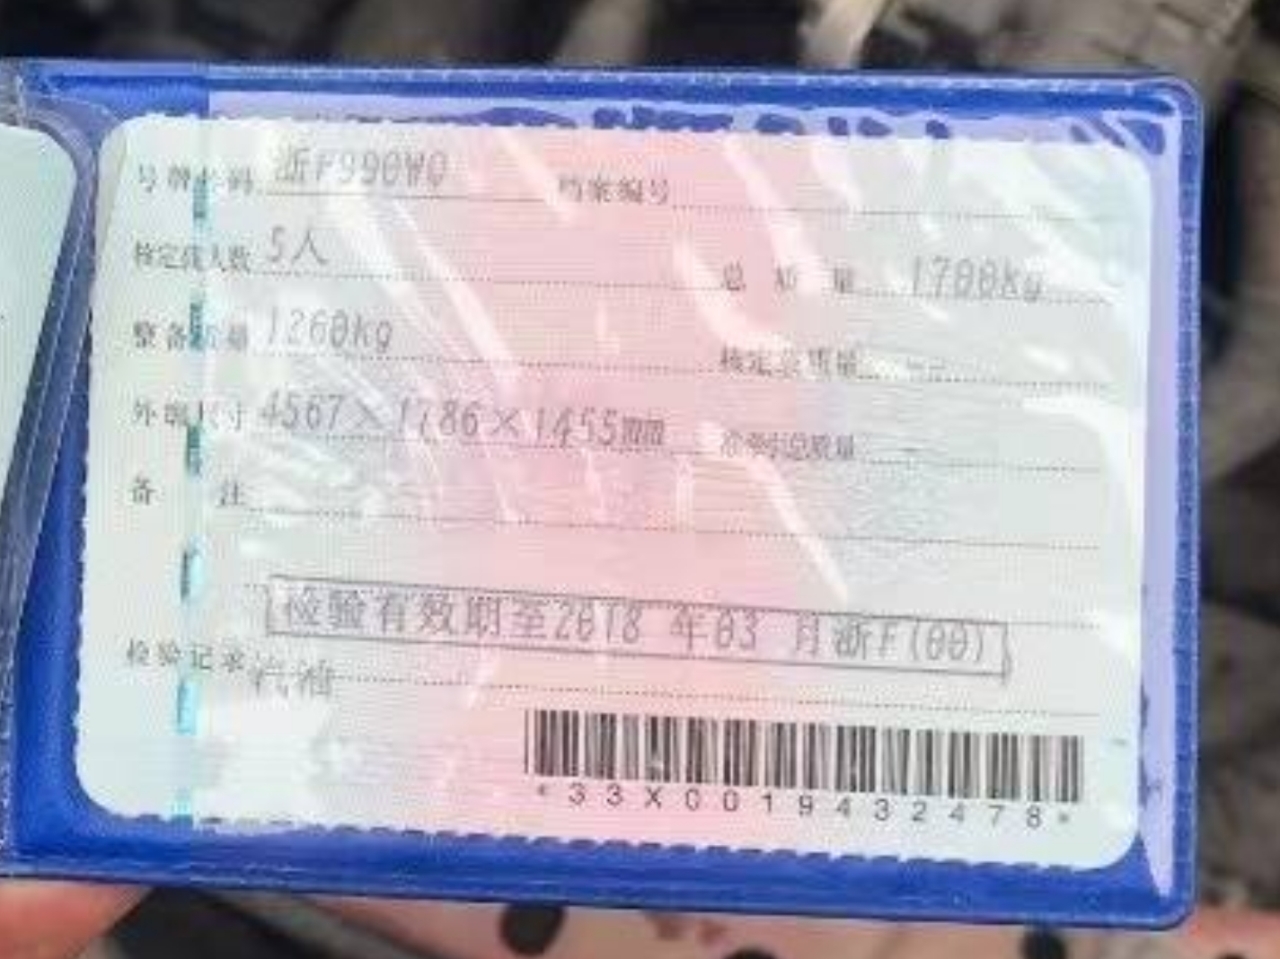 号牌号码 浙F990W0 档案编号
核定载人数 5人 总质量 1700kg
整备质量 1260kg 核定载质量 --
外廓尺寸 4567×1786×1455mm 准牵引总质量 -
备注
检验有效期至2018 年03 月浙F(00)
检验记录 汽油
*33X0019432478*